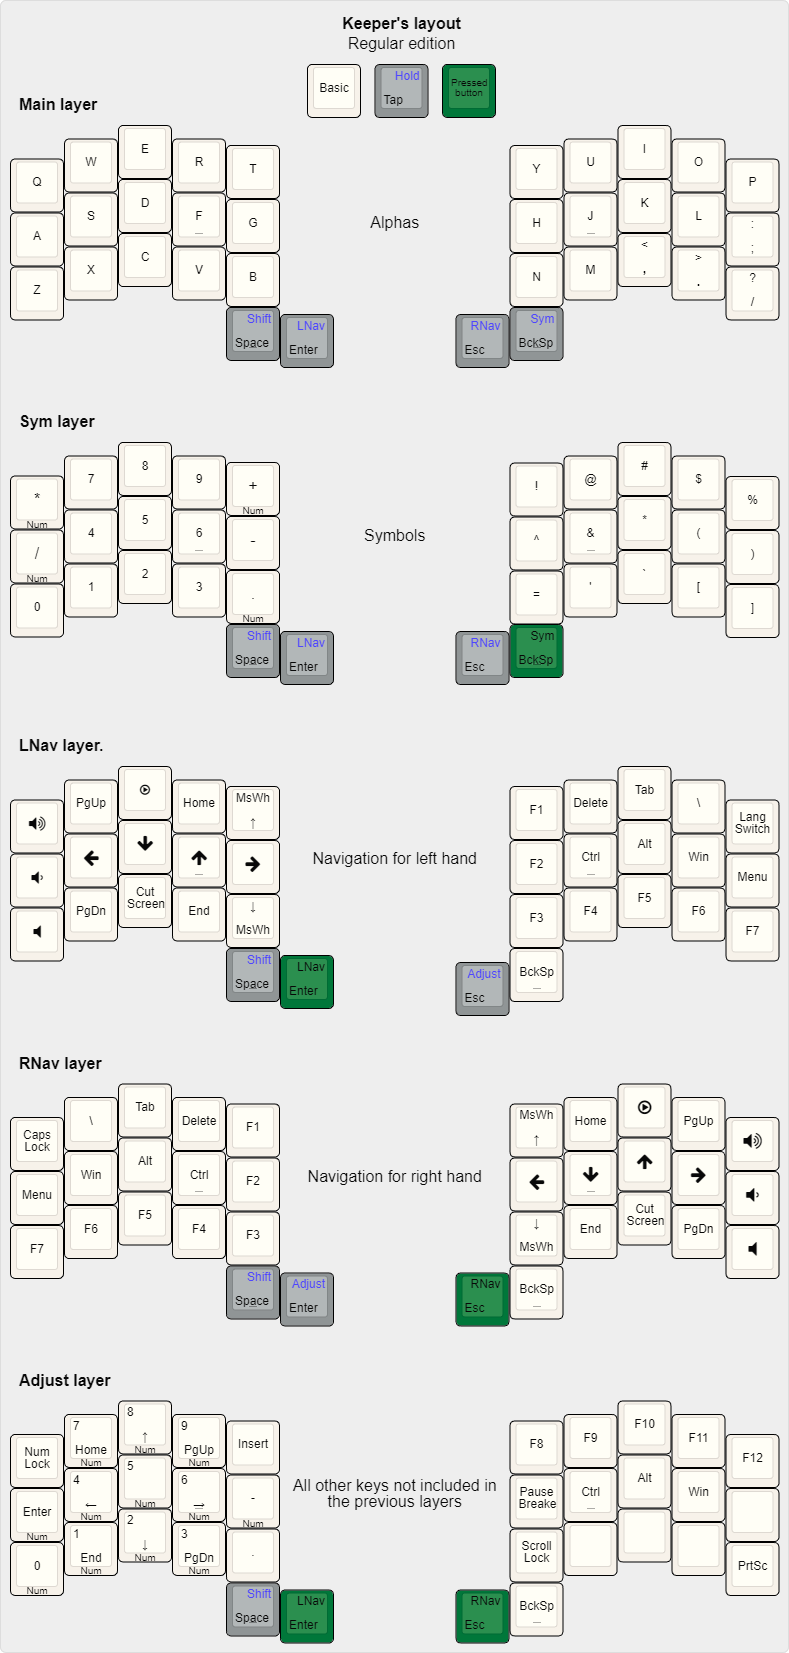 Keeper's layout
Regular edition
Basic
Hold
Tap
Pressed
button
Main layer
Q W E R T
Y U I O P
A S D F G
Alphas
H J K L : ;
Z X C V B
N M < , > . ? /
Shift
Space
LNav
Enter
RNav
Esc
Sym
BckSp
Sym layer
* Num 7 8 9 + Num
! @ # $ %
/ Num 4 5 6 -
Symbols
^ & * ( )
0 1 2 3 . Num
= ' ` [ ]
Shift
Space
LNav
Enter
RNav
Esc
Sym
BckSp
LNav layer.
PgUp Home MsWh ↑
F1 Delete Tab \ Lang
Switch
← ↓ ↑ →
Navigation for left hand
F2 Ctrl Alt Win Menu
PgDn Cut
Screen
End ↓ MsWh
F3 F4 F5 F6 F7
Shift
Space
LNav
Enter
Adjust
Esc
BckSp
RNav layer
Caps
Lock
\ Tab Delete F1
MsWh ↑ Home PgUp
Menu Win Alt Ctrl F2
Navigation for right hand
← ↓ ↑ →
F7 F6 F5 F4 F3
↓ MsWh End Cut
Screen
PgDn
Shift
Space
Adjust
Enter
RNav
Esc
BckSp
Adjust layer
Num
Lock
7 Home Num
8 ↑ Num
9 PgUp Num
Insert
F8 F9 F10 F11 F12
Enter Num
4 ← Num
5 Num
6 → Num
- Num
All other keys not included in
the previous layers
Pause
Breake
Ctrl Alt Win
0 Num
1 End Num
2 ↓ Num
3 PgDn Num
.
Scroll
Lock
PrtSc
Shift
Space
LNav
Enter
RNav
Esc
BckSp